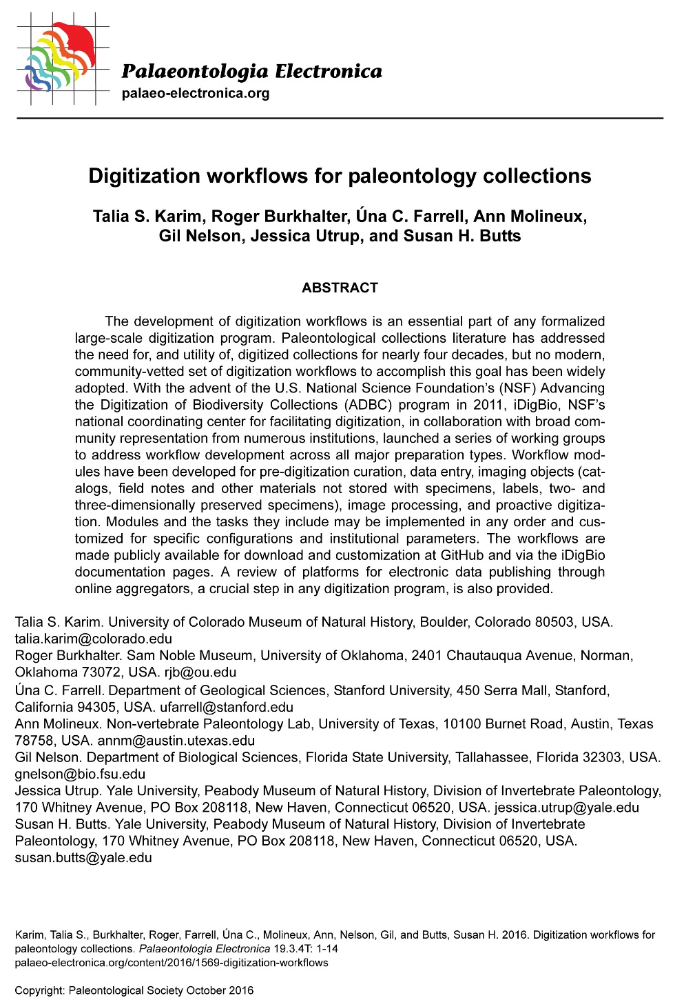 Palaeontologia Electronica
palaeo-electronica.org
Digitization workflows for paleontology collections
Talia S. Karim, Roger Burkhalter, Úna C. Farrell, Ann Molineux,
Gil Nelson, Jessica Utrup, and Susan H. Butts
ABSTRACT
The development of digitization workflows is an essential part of any formalized
large-scale digitization program. Paleontological collections literature has addressed
the need for, and utility of, digitized collections for nearly four decades, but no modern,
community-vetted set of digitization workflows to accomplish this goal has been widely
adopted. With the advent of the U.S. National Science Foundation's (NSF) Advancing
the Digitization of Biodiversity Collections (ADBC) program in 2011, iDigBio, NSF's
national coordinating center for facilitating digitization, in collaboration with broad com-
munity representation from numerous institutions, launched a series of working groups
to address workflow development across all major preparation types. Workflow mod-
ules have been developed for pre-digitization curation, data entry, imaging objects (cat-
alogs, field notes and other materials not stored with specimens, labels, two- and
three-dimensionally preserved specimens), image processing, and proactive digitiza-
tion. Modules and the tasks they include may be implemented in any order and cus-
tomized for specific configurations and institutional parameters. The workflows are
made publicly available for download and customization at GitHub and via the iDigBio
documentation pages. A review of platforms for electronic data publishing through
online aggregators, a crucial step in any digitization program, is also provided.
Talia S. Karim. University of Colorado Museum of Natural History, Boulder, Colorado 80503, USA.
talia.karim@colorado.edu
Roger Burkhalter. Sam Noble Museum, University of Oklahoma, 2401 Chautauqua Avenue, Norman,
Oklahoma 73072, USA. rjb@ou.edu
Úna C. Farrell. Department of Geological Sciences, Stanford University, 450 Serra Mall, Stanford,
California 94305, USA. ufarrell@stanford.edu
Ann Molineux. Non-vertebrate Paleontology Lab, University of Texas, 10100 Burnet Road, Austin, Texas
78758, USA. annm@austin.utexas.edu
Gil Nelson. Department of Biological Sciences, Florida State University, Tallahassee, Florida 32303, USA.
gnelson@bio.fsu.edu
Jessica Utrup. Yale University, Peabody Museum of Natural History, Division of Invertebrate Paleontology,
170 Whitney Avenue, PO Box 208118, New Haven, Connecticut 06520, USA. jessica.utrup@yale.edu
Susan H. Butts. Yale University, Peabody Museum of Natural History, Division of Invertebrate
Paleontology, 170 Whitney Avenue, PO Box 208118, New Haven, Connecticut 06520, USA.
susan.butts@yale.edu
Karim, Talia S., Burkhalter, Roger, Farrell, Úna C., Molineux, Ann, Nelson, Gil, and Butts, Susan H. 2016. Digitization workflows for
paleontology collections. Palaeontologia Electronica 19.3.4T: 1-14
palaeo-electronica.org/content/2016/1569-digitization-workflows
Copyright: Paleontological Society October 2016